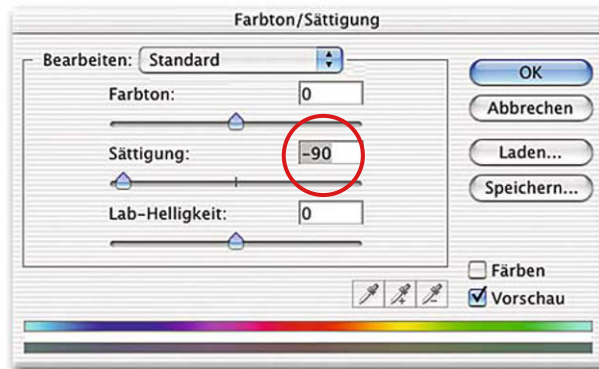 Farbton/Sättigung
Bearbeiten: Standard
OK
Farbton: 0
Abbrechen
Sättigung: -90
Laden...
Speichern...
Lab-Helligkeit: 0
Färben
Vorschau